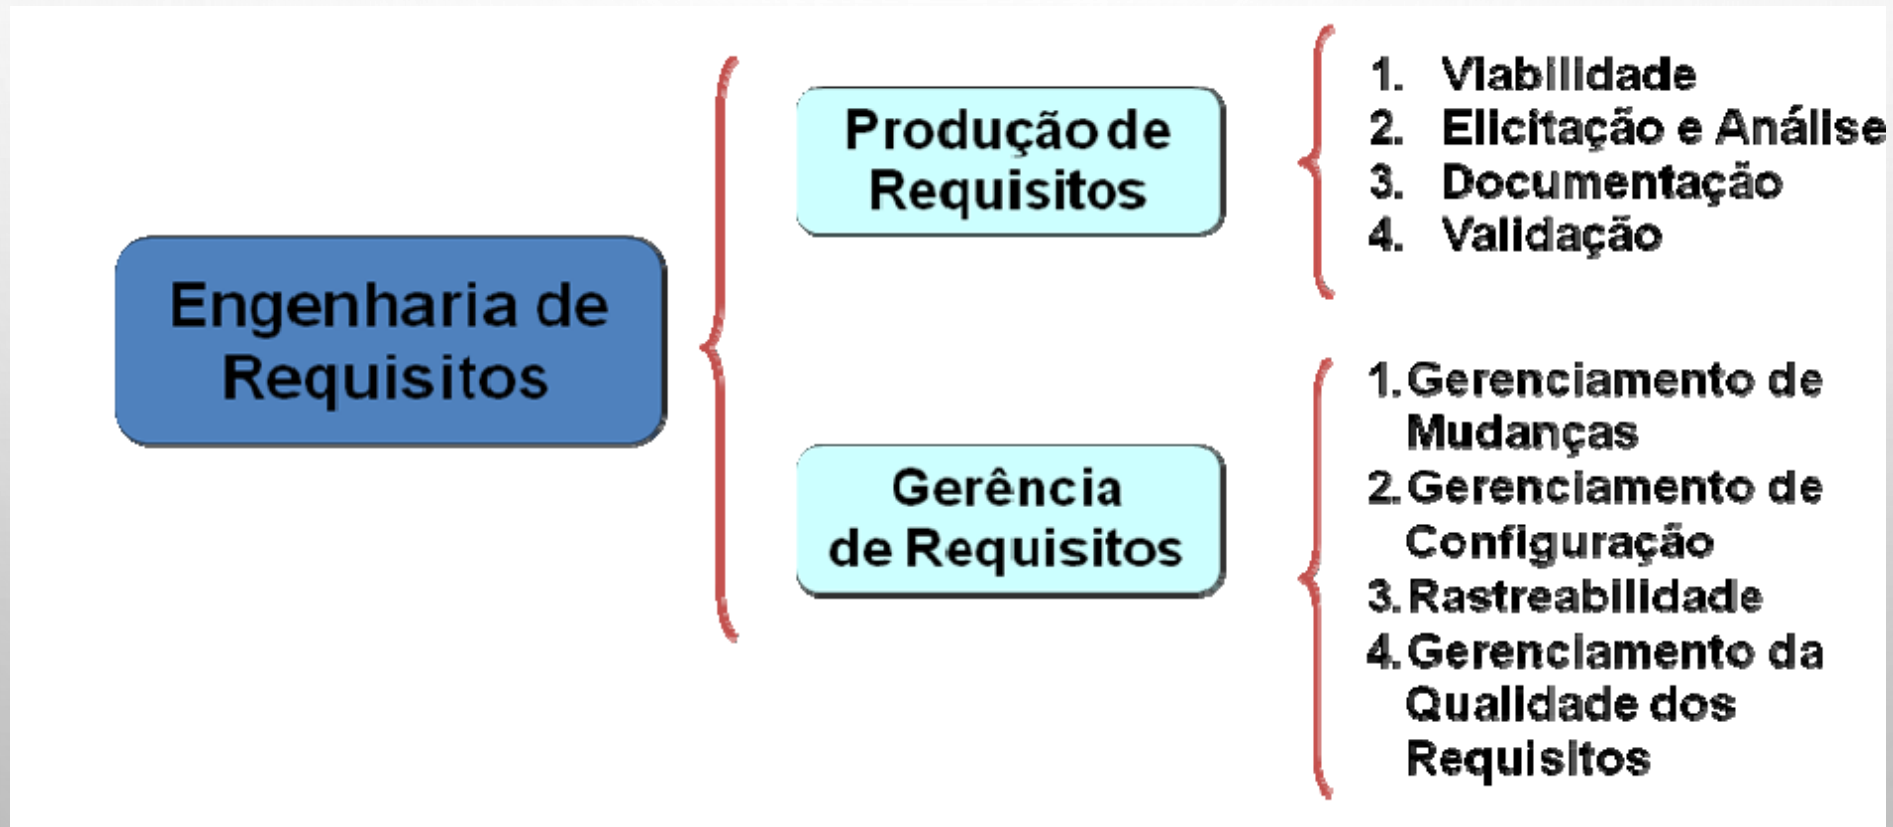 Engenharia de
Requisitos
Produção de
Requisitos
1. Viabilidade
2. Elicitação e Análise
3. Documentação
4. Validação
Gerência
de Requisitos
1. Gerenciamento de
Mudanças
2. Gerenciamento de
Configuração
3. Rastreabilidade
4. Gerenciamento da
Qualidade dos
Requisitos